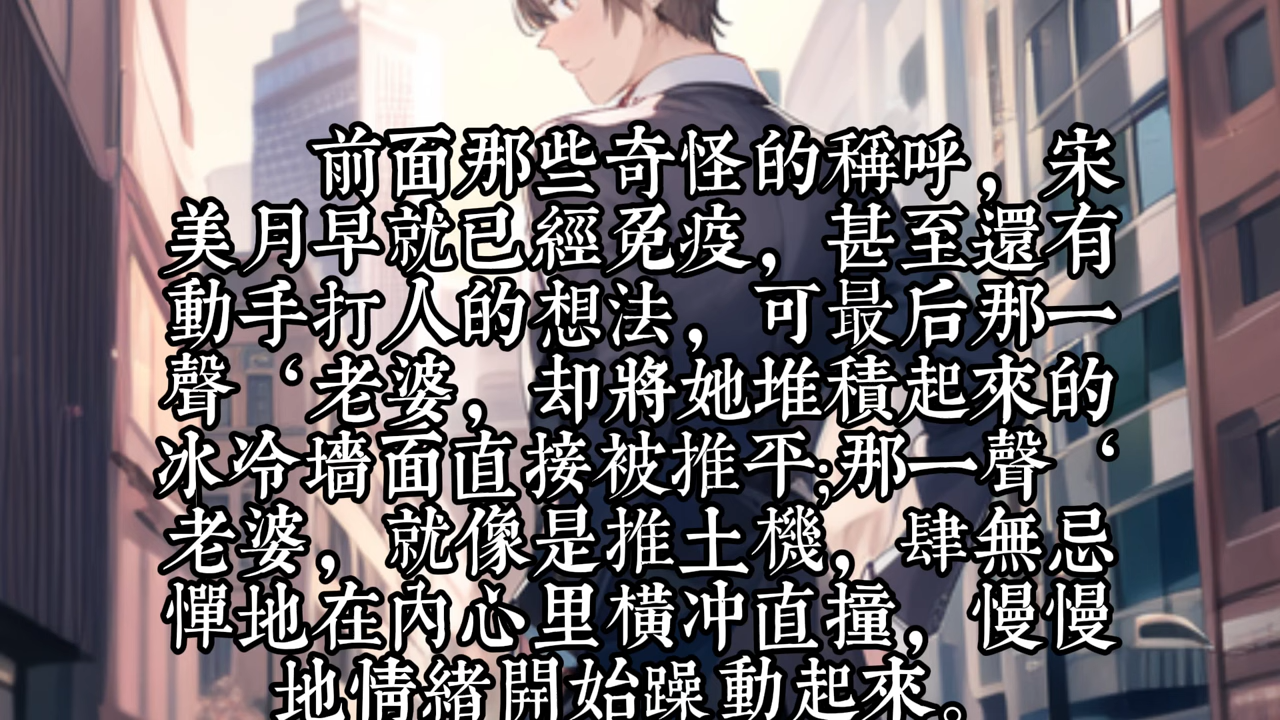 前面那些奇怪的稱呼，宋
美月早就已經免疫，甚至還有
動手打人的想法，可最后那一
聲‘老婆，却將她堆積起來的
冰冷墻面直接被推平;那一聲‘
老婆，就像是推土機，肆無忌
憚地在內心里橫冲直撞，慢慢
地情緒開始躁動起來。